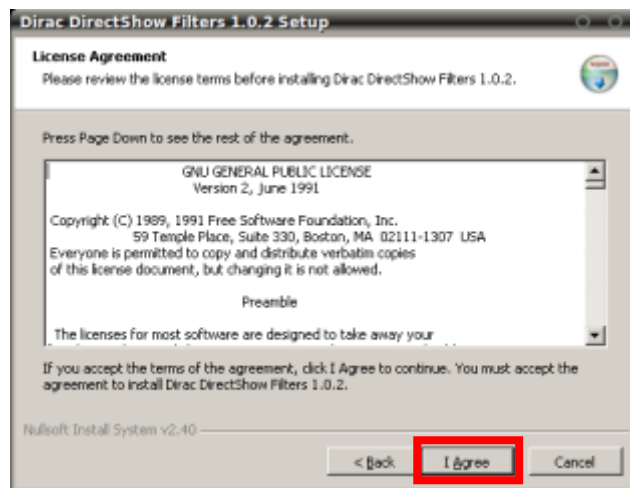 Dirac DirectShow Filters 1.0.2 Setup
License Agreement
Please review the license terms before installing Dirac DirectShow Filters 1.0.2.
Press Page Down to see the rest of the agreement.
GNU GENERAL PUBLIC LICENSE
Version 2, June 1991
Copyright (C) 1989, 1991 Free Software Foundation, Inc.
59 Temple Place, Suite 330, Boston, MA 02111-1307 USA
Everyone is permitted to copy and distribute verbatim copies
of this license document, but changing it is not allowed.
Preamble
The licenses for most software are designed to take away your
If you accept the terms of the agreement, click I Agree to continue. You must accept the
agreement to install Dirac DirectShow Filters 1.0.2.
Nullsoft Install System v2.40
< Back I Agree Cancel